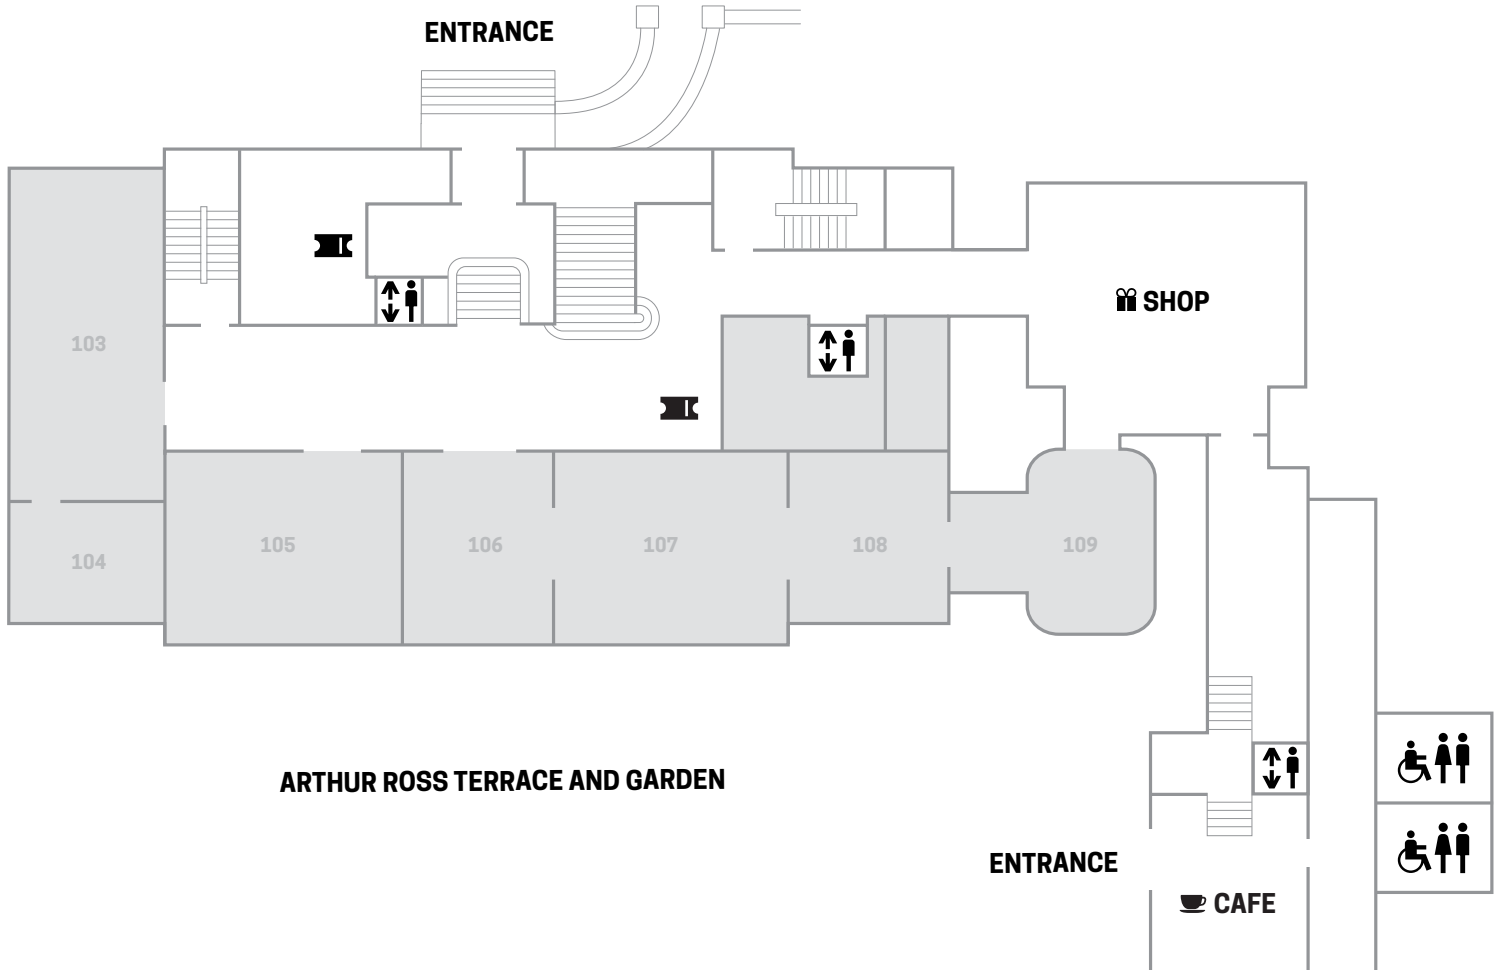 ENTRANCE
SHOP
103
104
105
106
107
108
109
ARTHUR ROSS TERRACE AND GARDEN
ENTRANCE
CAFE